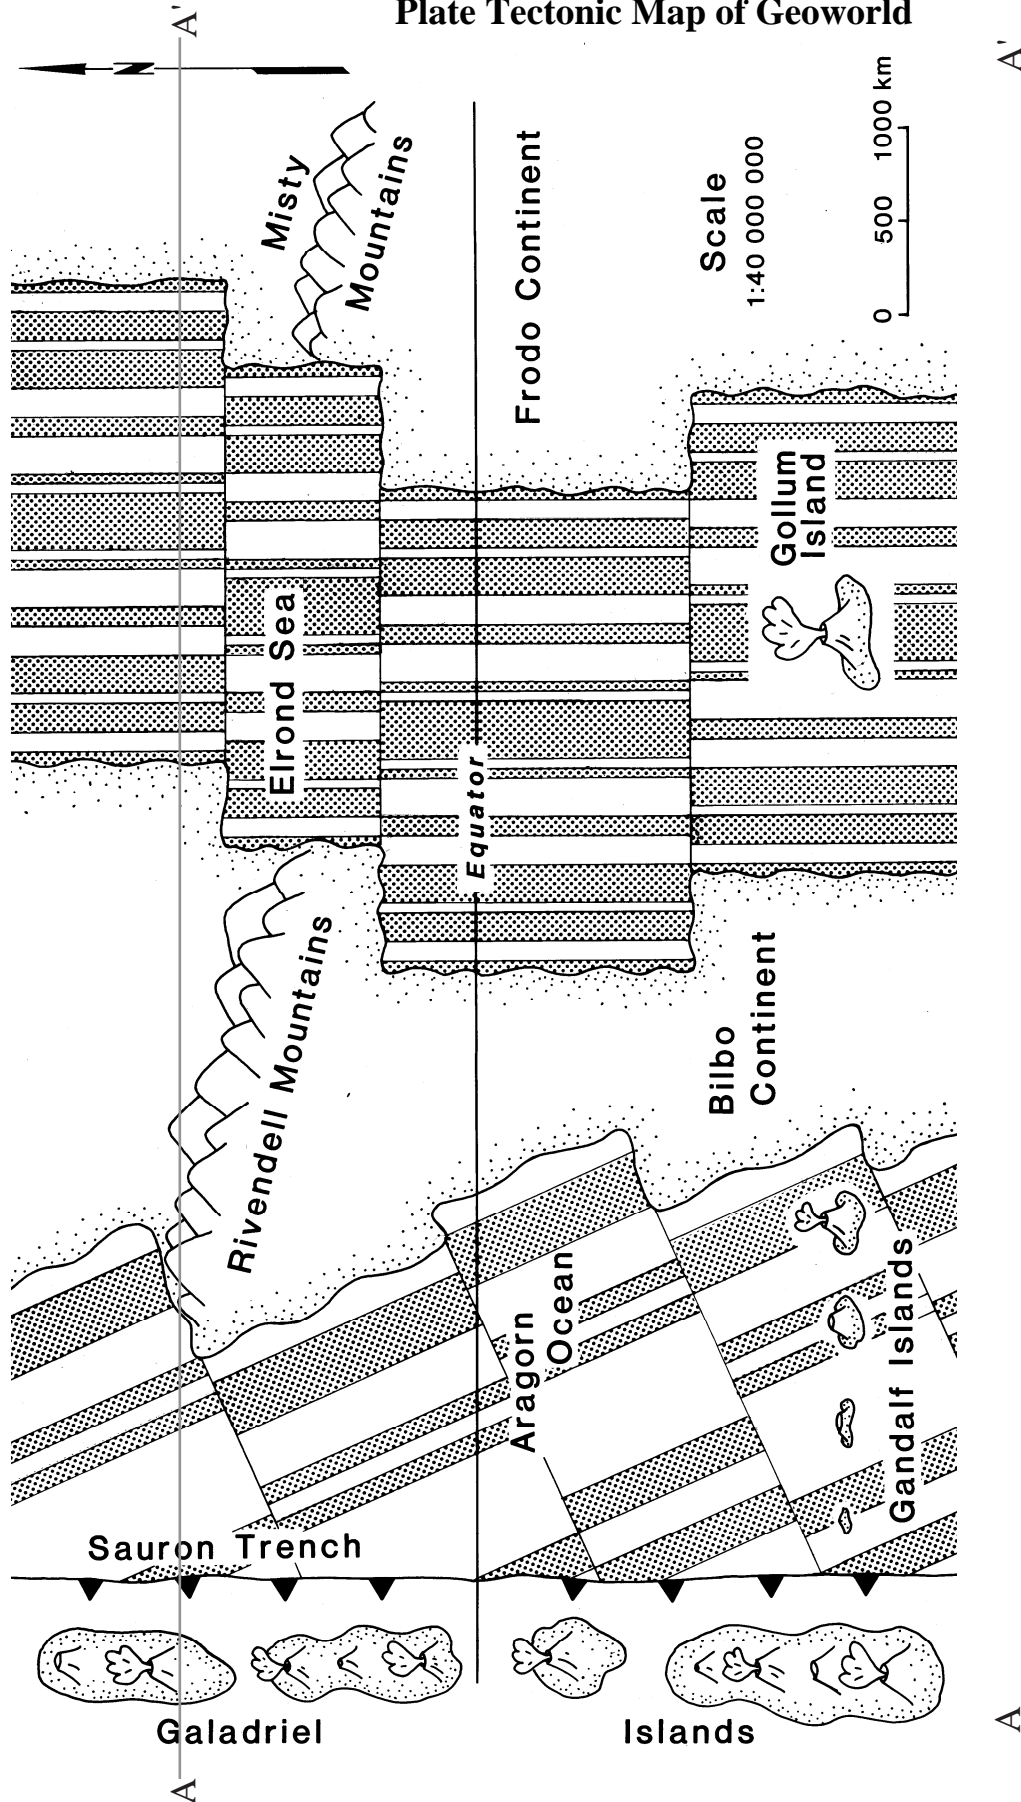 Plate Tectonic Map of Geoworld
A'
A'
N
Misty
Mountains
Frodo Continent
Scale
1:40 000 000
0 500 1000 km
Elrond Sea
Equator
Gollum
Island
Rivendell Mountains
Bilbo
Continent
Aragorn
Ocean
Gandalf Islands
Sauron Trench
Galadriel
Islands
A
A